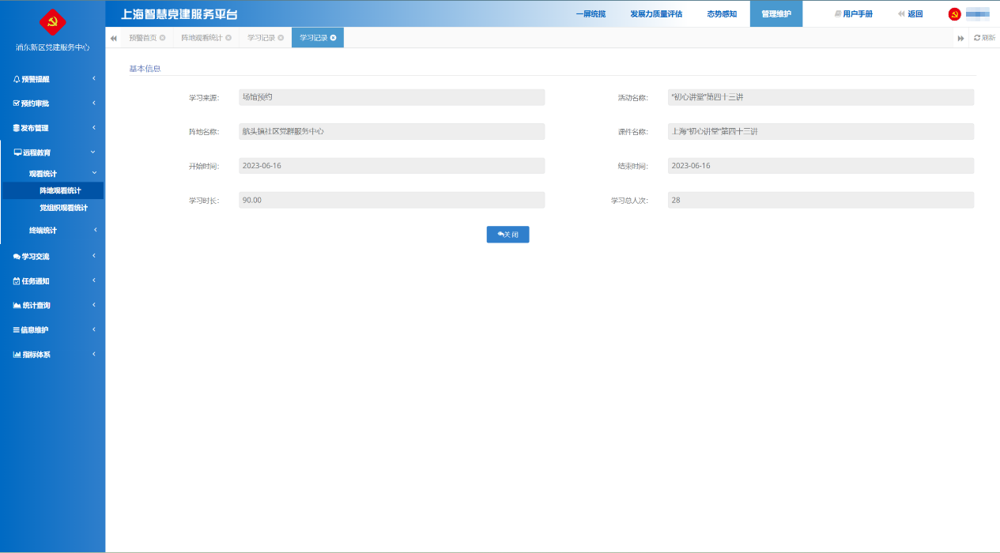 上海智慧党建服务平台
一屏统揽
发展力质量评估
态势感知
管理维护
用户手册
返回
浦东新区党建服务中心
预警首页
阵地观看统计
学习记录
学习记录
刷新
预警提醒
预约审批
发布管理
远程教育
观看统计
阵地观看统计
党组织观看统计
终端统计
学习交流
任务通知
统计查询
信息维护
指标体系
基本信息
学习来源: 场馆预约
活动名称: “初心讲堂”第四十三讲
阵地名称: 航头镇社区党群服务中心
课件名称: 上海“初心讲堂”第四十三讲
开始时间: 2023-06-16
结束时间: 2023-06-16
学习时长: 90.00
学习总人次: 28
关闭